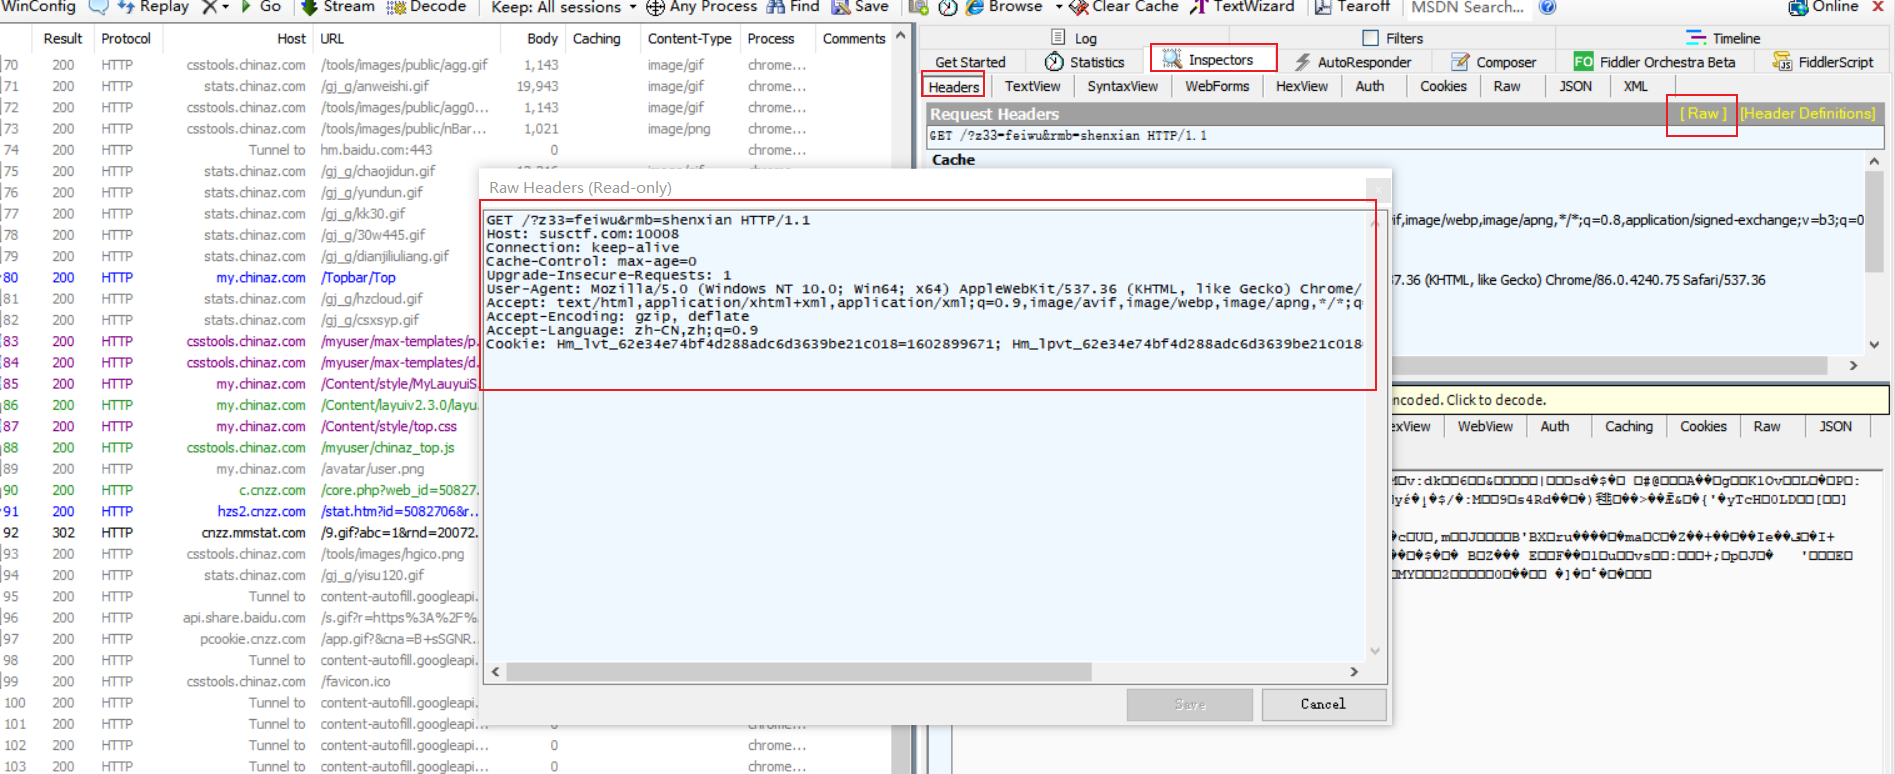 WinConfig Replay Go Stream Decode Keep: All sessions Any Process Find Save Browse Clear Cache TextWizard Tearoff MSDN Search... Online
Result Protocol Host URL Body Caching Content-Type Process Comments
70 200 HTTP csstools.chinaz.com /tools/images/public/agg.gif 1,143 image/gif chrome...
71 200 HTTP stats.chinaz.com /gj_g/anweishi.gif 19,943 image/gif chrome...
72 200 HTTP csstools.chinaz.com /tools/images/public/agg0... 1,143 image/gif chrome...
73 200 HTTP csstools.chinaz.com /tools/images/public/nBar... 1,021 image/png chrome...
74 200 HTTP Tunnel to hm.baidu.com:443 0 chrome...
75 200 HTTP stats.chinaz.com /gj_g/chaojidun.gif
76 200 HTTP stats.chinaz.com /gj_g/yundun.gif
77 200 HTTP stats.chinaz.com /gj_g/kk30.gif
78 200 HTTP stats.chinaz.com /gj_g/30w445.gif
79 200 HTTP stats.chinaz.com /gj_g/dianjiliuliang.gif
80 200 HTTP my.chinaz.com /Topbar/Top
81 200 HTTP stats.chinaz.com /gj_g/hzcloud.gif
82 200 HTTP stats.chinaz.com /gj_g/csxsyp.gif
83 200 HTTP csstools.chinaz.com /myuser/max-templates/p.
84 200 HTTP csstools.chinaz.com /myuser/max-templates/d.
85 200 HTTP my.chinaz.com /Content/style/MyLauyuiS.
86 200 HTTP my.chinaz.com /Content/layuiv2.3.0/layu.
87 200 HTTP my.chinaz.com /Content/style/top.css
88 200 HTTP csstools.chinaz.com /myuser/chinaz_top.js
89 200 HTTP my.chinaz.com /avatar/user.png
90 200 HTTP c.cnzz.com /core.php?web_id=50827.
91 200 HTTP hzs2.cnzz.com /stat.htm?id=5082706&r..
92 302 HTTP cnzz.mmstat.com /9.gif?abc=1&rnd=20072.
93 200 HTTP csstools.chinaz.com /tools/images/hgico.png
94 200 HTTP stats.chinaz.com /gj_g/yisu120.gif
95 200 HTTP Tunnel to content-autofill.googleapi.
96 200 HTTP api.share.baidu.com /s.gif?r=https%3A%2F%.
97 200 HTTP pcookie.cnzz.com /app.gif?&cna=B+sSGNR..
98 200 HTTP Tunnel to content-autofill.googleapi.
99 200 HTTP csstools.chinaz.com /favicon.ico
100 200 HTTP Tunnel to content-autofill.googleapi.
101 200 HTTP Tunnel to content-autofill.googleapi... 0 chrome...
102 200 HTTP Tunnel to content-autofill.googleapi... 0 chrome...
103 200 HTTP Tunnel to content-autofill.googleapi... 0 chrome...
Log Filters Timeline
Get Started Statistics Inspectors AutoResponder Composer FO Fiddler Orchestra Beta FiddlerScript
Headers TextView SyntaxView WebForms HexView Auth Cookies Raw JSON XML
Request Headers [ Raw ] [Header Definitions]
GET /?z33=feiwu&rmb=shenxian HTTP/1.1
Cache
if,image/webp,image/apng,*/*;q=0.8,application/signed-exchange;v=b3;q=0
37.36 (KHTML, like Gecko) Chrome/86.0.4240.75 Safari/537.36
Raw Headers (Read-only)
GET /?z33=feiwu&rmb=shenxian HTTP/1.1
Host: susctf.com:10008
Connection: keep-alive
Cache-Control: max-age=0
Upgrade-Insecure-Requests: 1
User-Agent: Mozilla/5.0 (Windows NT 10.0; Win64; x64) AppleWebKit/537.36 (KHTML, like Gecko) Chrome/
Accept: text/html,application/xhtml+xml,application/xml;q=0.9,image/avif,image/webp,image/apng,*/*;q
Accept-Encoding: gzip, deflate
Accept-Language: zh-CN,zh;q=0.9
Cookie: Hm_lvt_62e34e74bf4d288adc6d3639be21c018=1602899671; Hm_lpvt_62e34e74bf4d288adc6d3639be21c018
Save Cancel
ncoded. Click to decode.
exView WebView Auth Caching Cookies Raw JSON